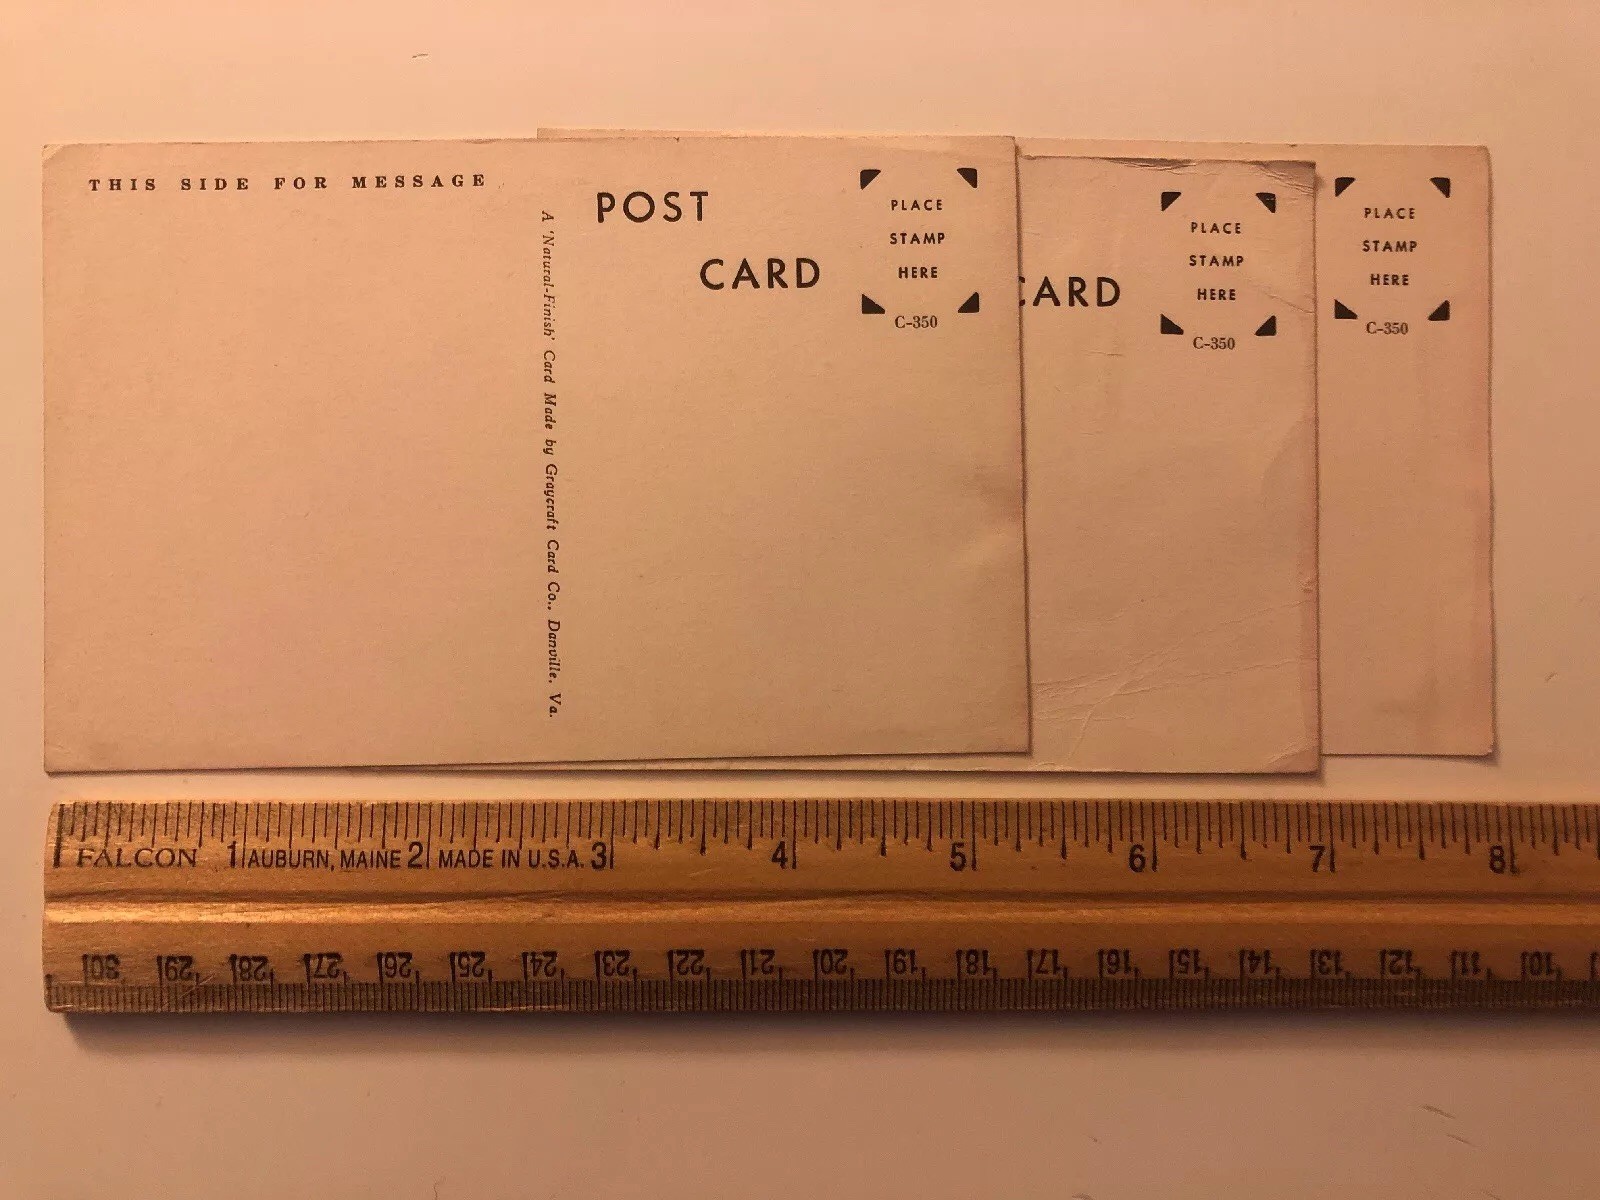 THIS SIDE FOR MESSAGE
A 'Natural-Finish' Card Made by Graycraft Card Co., Danville, Va.
POST
CARD
PLACE
STAMP
HERE
C-350
CARD
PLACE
STAMP
HERE
C-350
PLACE
STAMP
HERE
C-350
FALCON 1 AUBURN, MAINE 2 MADE IN U.S.A. 3 4 5 6 7 8
30 29 28 27 26 25 24 23 22 21 20 19 18 17 16 15 14 13 12 11 10